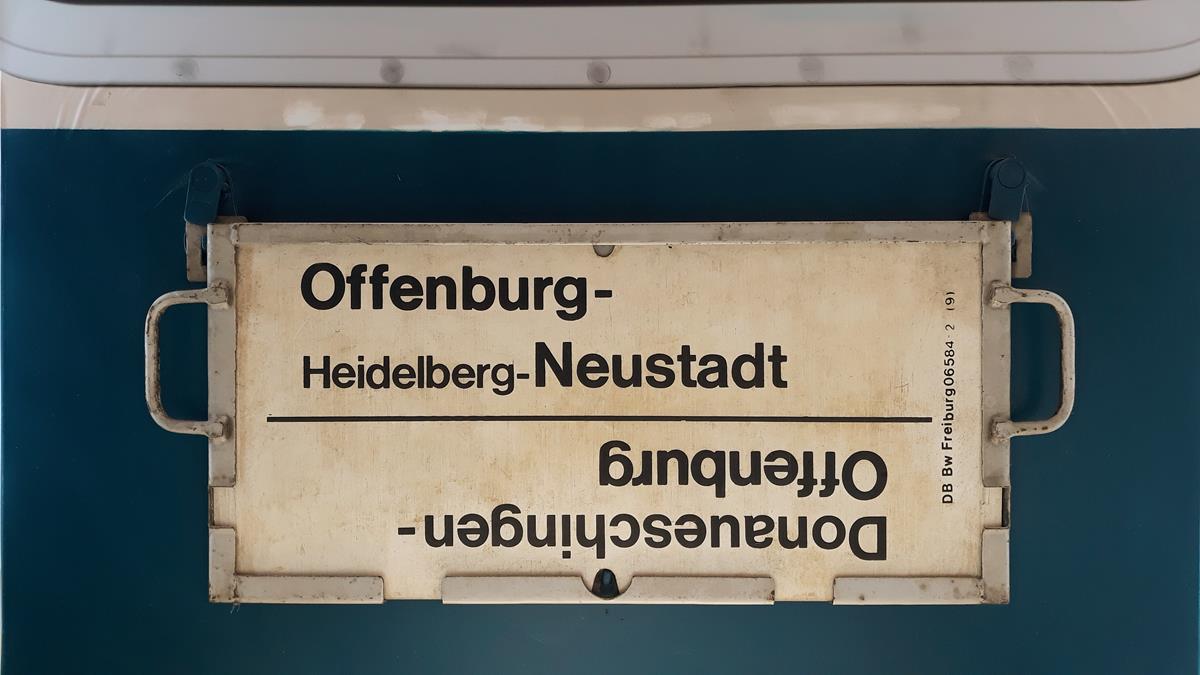 Offenburg-
Heidelberg-Neustadt
Donaueschingen-
Offenburg
DB Bw Freiburg 06584 2 (9)